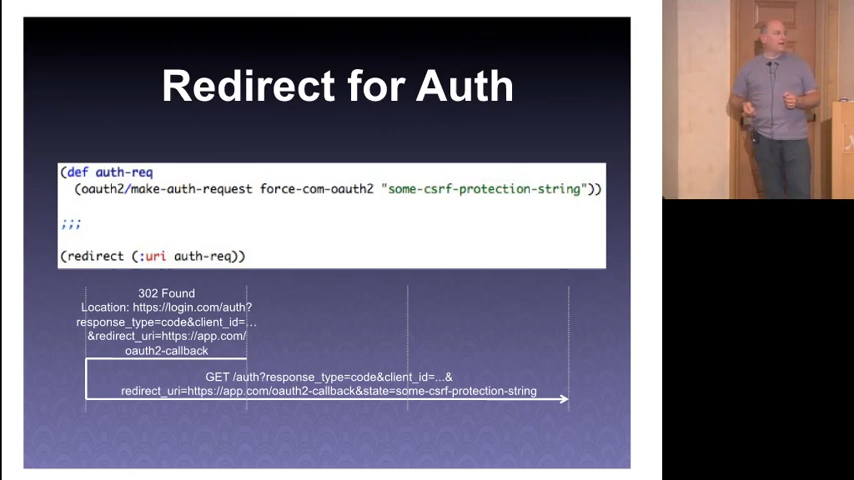 Redirect for Auth
(def auth-req
(oauth2/make-auth-request force-com-oauth2 "some-csrf-protection-string"))
;;;
(redirect (:uri auth-req))
302 Found
Location: https://login.com/auth?
response_type=code&client_id=…
&redirect_uri=https://app.com/
oauth2-callback
GET /auth?response_type=code&client_id=...&
redirect_uri=https://app.com/oauth2-callback&state=some-csrf-protection-string